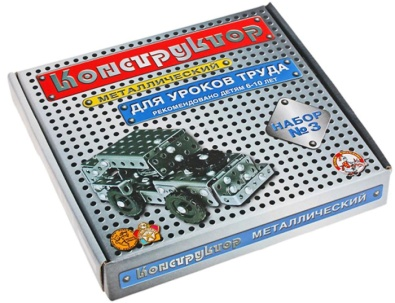 Конструктор
МЕТАЛЛИЧЕСКИЙ
ДЛЯ УРОКОВ ТРУДА
РЕКОМЕНДОВАНО ДЕТЯМ 6-10 ЛЕТ
НАБОР
№3
Конструктор МЕТАЛЛИЧЕСКИЙ